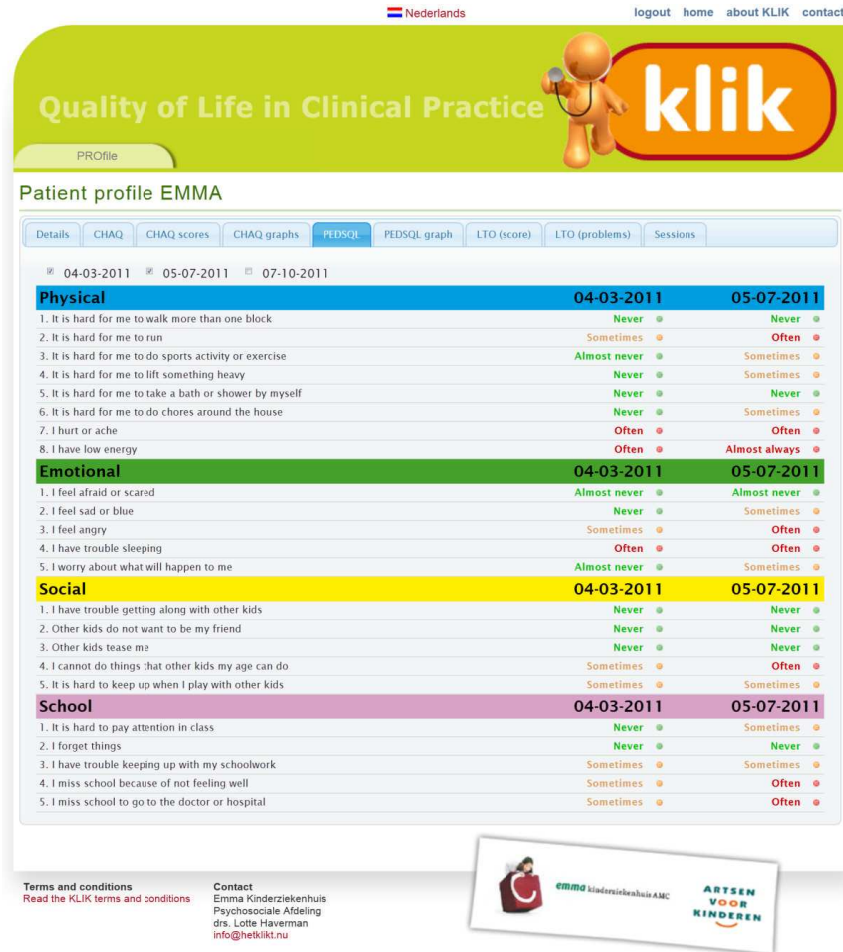 Nederlands logout home about KLIK contact
Quality of Life in Clinical Practice
klik
PROfile
Patient profile EMMA
Details CHAQ CHAQ scores CHAQ graphs PEDSQL PEDSQL graph LTO (score) LTO (problems) Sessions
04-03-2011 05-07-2011 07-10-2011
Physical 04-03-2011 05-07-2011
1. It is hard for me to walk more than one block Never Never
2. It is hard for me to run Sometimes Often
3. It is hard for me to do sports activity or exercise Almost never Sometimes
4. It is hard for me to lift something heavy Never Sometimes
5. It is hard for me to take a bath or shower by myself Never Never
6. It is hard for me to do chores around the house Never Sometimes
7. I hurt or ache Often Often
8. I have low energy Often Almost always
Emotional 04-03-2011 05-07-2011
1. I feel afraid or scared Almost never Almost never
2. I feel sad or blue Never Sometimes
3. I feel angry Sometimes Often
4. I have trouble sleeping Often Often
5. I worry about what will happen to me Almost never Sometimes
Social 04-03-2011 05-07-2011
1. I have trouble getting along with other kids Never Never
2. Other kids do not want to be my friend Never Never
3. Other kids tease me Never Never
4. I cannot do things that other kids my age can do Sometimes Often
5. It is hard to keep up when I play with other kids Sometimes Sometimes
School 04-03-2011 05-07-2011
1. It is hard to pay attention in class Never Sometimes
2. I forget things Never Never
3. I have trouble keeping up with my schoolwork Sometimes Sometimes
4. I miss school because of not feeling well Sometimes Often
5. I miss school to go to the doctor or hospital Sometimes Often
Terms and conditions
Read the KLIK terms and conditions
Contact
Emma Kinderziekenhuis
Psychosociale Afdeling
drs. Lotte Haverman
info@hetklikt.nu
emma kinderziekenhuis AMC
ARTSEN
VOOR
KINDEREN